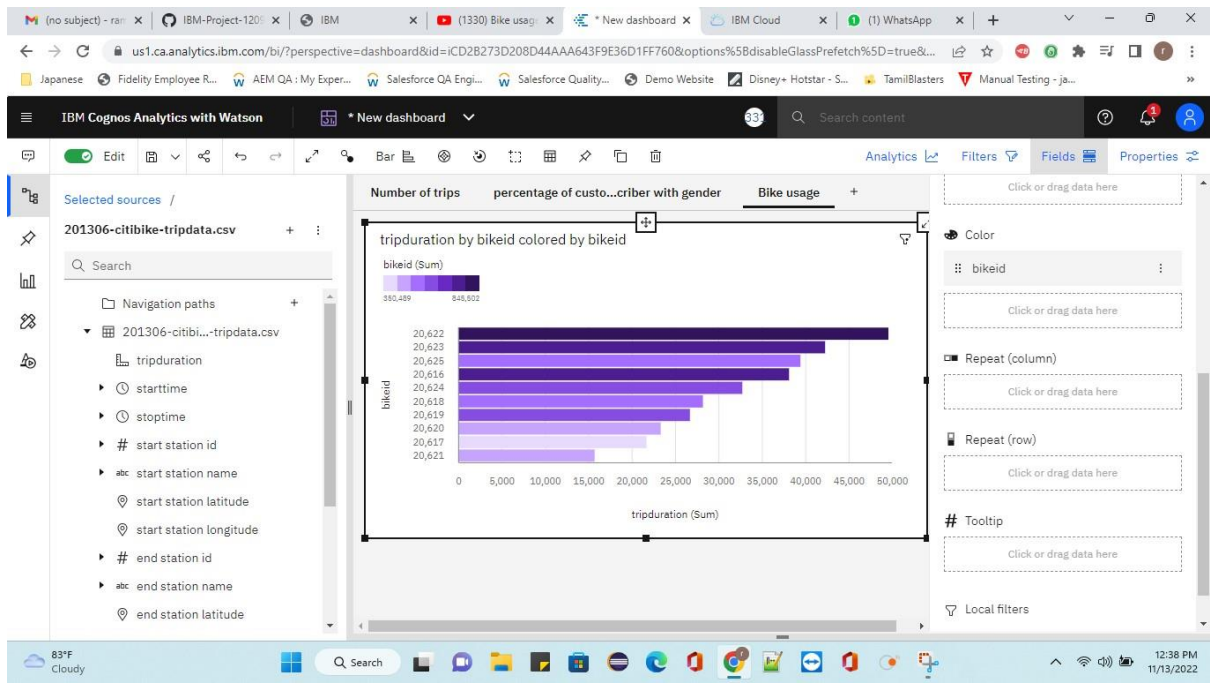 (no subject) - ran
IBM-Project-1209
IBM
(1330) Bike usag
* New dashboard
IBM Cloud
(1) WhatsApp
us1.ca.analytics.ibm.com/bi/?perspective=dashboard&id=iCD2B273D208D44AAA643F9E36D1FF760&options%5BdisableGlassPrefetch%5D=true&...
Japanese
Fidelity Employee R...
AEM QA : My Exper...
Salesforce QA Engi...
Salesforce Quality...
Demo Website
Disney+ Hotstar - S...
TamilBlasters
Manual Testing - ja...
IBM Cognos Analytics with Watson
* New dashboard
Search content
1
Edit
Bar
Analytics
Filters
Fields
Properties
Selected sources /
201306-citibike-tripdata.csv
Search
Navigation paths
201306-citibi...-tripdata.csv
tripduration
starttime
stoptime
# start station id
abc start station name
start station latitude
start station longitude
# end station id
abc end station name
end station latitude
Number of trips
percentage of custo...criber with gender
Bike usage
tripduration by bikeid colored by bikeid
bikeid (Sum)
350,489 846,502
bikeid
20,622
20,623
20,625
20,616
20,624
20,618
20,619
20,620
20,617
20,621
0 5,000 10,000 15,000 20,000 25,000 30,000 35,000 40,000 45,000 50,000
tripduration (Sum)
Click or drag data here
Color
bikeid
Click or drag data here
Repeat (column)
Click or drag data here
Repeat (row)
Click or drag data here
# Tooltip
Click or drag data here
Local filters
83°F
Cloudy
Search
12:38 PM
11/13/2022